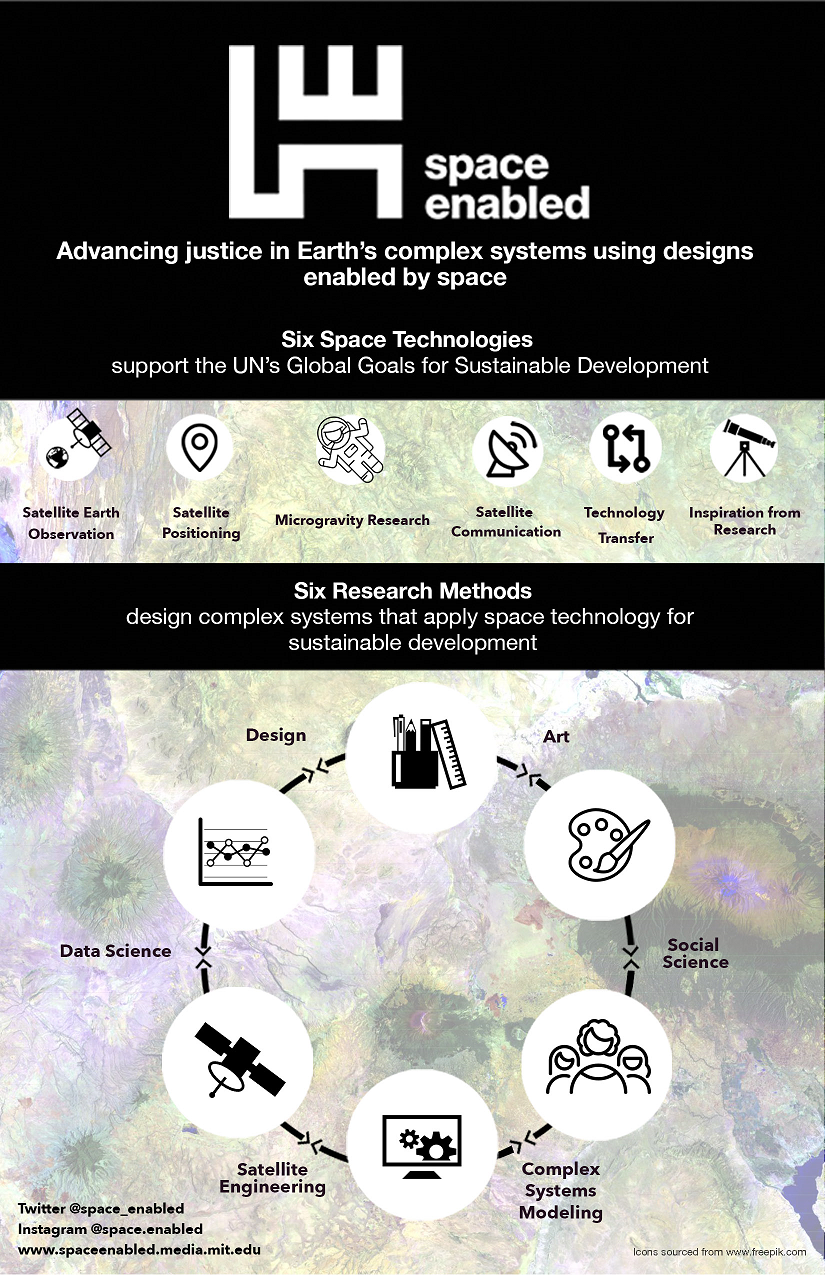 space
enabled
Advancing justice in Earth's complex systems using designs
enabled by space
Six Space Technologies
support the UN's Global Goals for Sustainable Development
Satellite Earth
Observation
Satellite
Positioning
Microgravity Research
Satellite
Communication
Technology
Transfer
Inspiration from
Research
Six Research Methods
design complex systems that apply space technology for
sustainable development
Design
Art
Data Science
Social
Science
Satellite
Engineering
Complex
Systems
Modeling
Twitter @space_enabled
Instagram @space.enabled
www.spaceenabled.media.mit.edu
Icons sourced from www.freepik.com